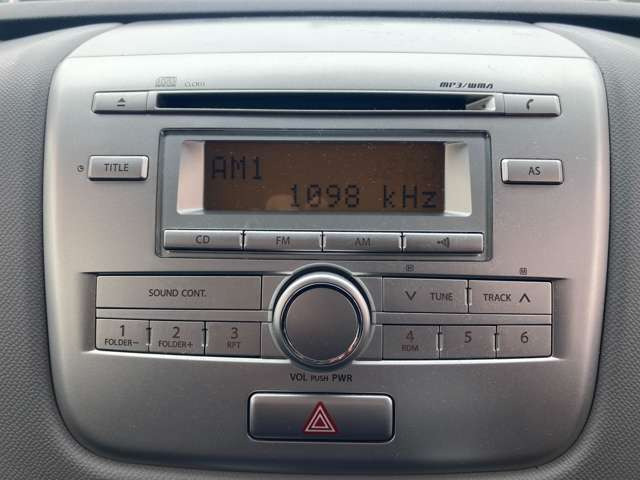 MP3/WMA
TITLE
AM1
1098 kHz
AS
CD FM AM
SOUND CONT.
H M
∨ TUNE TRACK ∧
1 2 3 4 5 6
FOLDER- FOLDER+ RPT RDM
VOL PUSH PWR